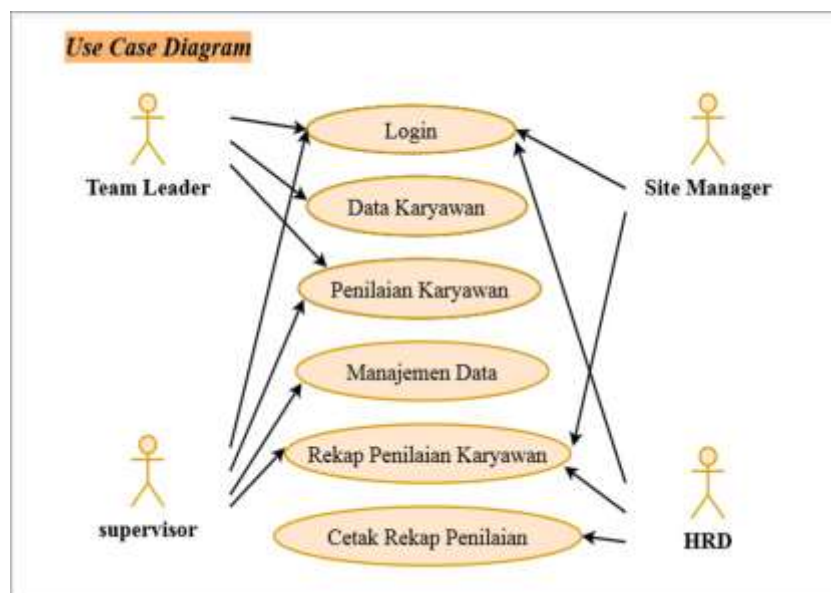 Use Case Diagram
Login
Team Leader
Site Manager
Data Karyawan
Penilaian Karyawan
Manajemen Data
Rekap Penilaian Karyawan
supervisor
HRD
Cetak Rekap Penilaian